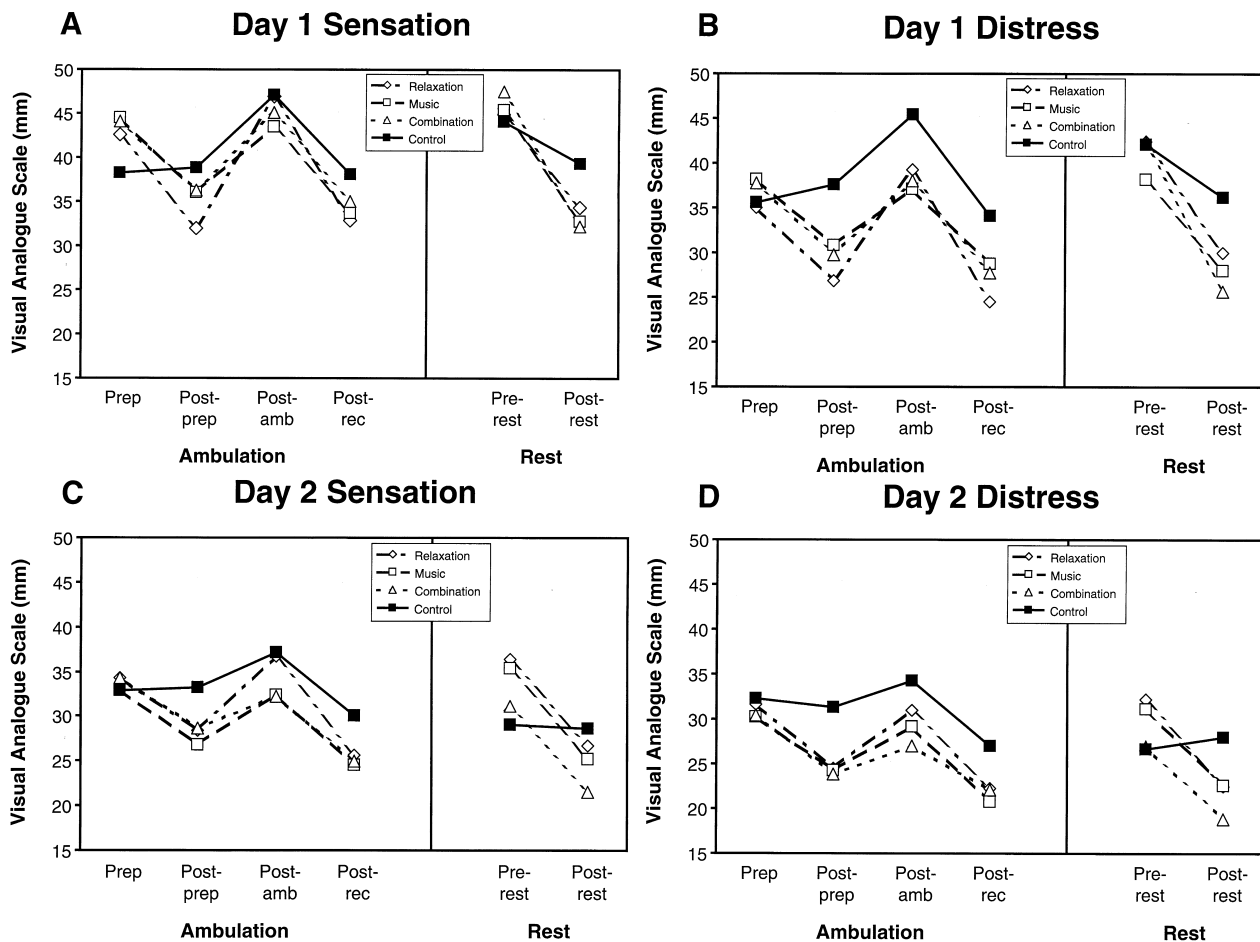 A
Day 1 Sensation
Visual Analogue Scale (mm)
50
45
40
35
30
25
20
15
Relaxation
Music
Combination
Control
Prep
Post-
prep
Post-
amb
Post-
rec
Pre-
rest
Post-
rest
Ambulation
Rest
B
Day 1 Distress
Visual Analogue Scale (mm)
50
45
40
35
30
25
20
15
Relaxation
Music
Combination
Control
Prep
Post-
prep
Post-
amb
Post-
rec
Pre-
rest
Post-
rest
Ambulation
Rest
C
Day 2 Sensation
Visual Analogue Scale (mm)
50
45
40
35
30
25
20
15
Relaxation
Music
Combination
Control
Prep
Post-
prep
Post-
amb
Post-
rec
Pre-
rest
Post-
rest
Ambulation
Rest
D
Day 2 Distress
Visual Analogue Scale (mm)
50
45
40
35
30
25
20
15
Relaxation
Music
Combination
Control
Prep
Post-
prep
Post-
amb
Post-
rec
Pre-
rest
Post-
rest
Ambulation
Rest